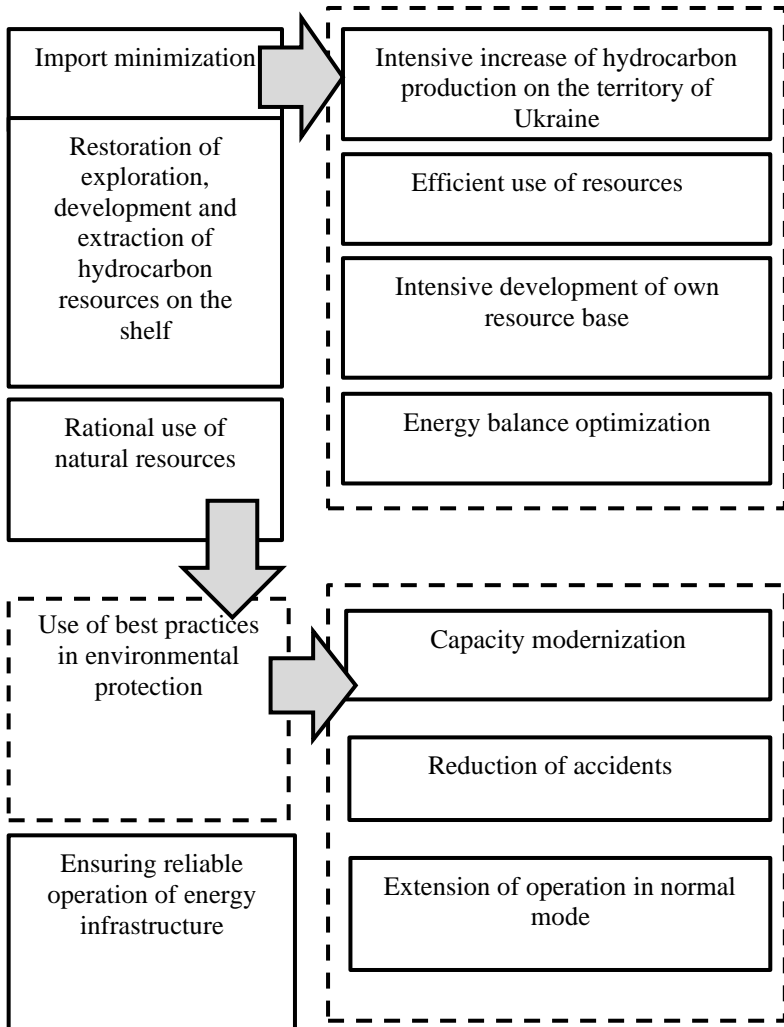 Import minimization
Restoration of
exploration,
development and
extraction of
hydrocarbon
resources on the
shelf
Rational use of
natural resources
Use of best practices
in environmental
protection
Ensuring reliable
operation of energy
infrastructure
Intensive increase of hydrocarbon
production on the territory of
Ukraine
Efficient use of resources
Intensive development of own
resource base
Energy balance optimization
Capacity modernization
Reduction of accidents
Extension of operation in normal
mode